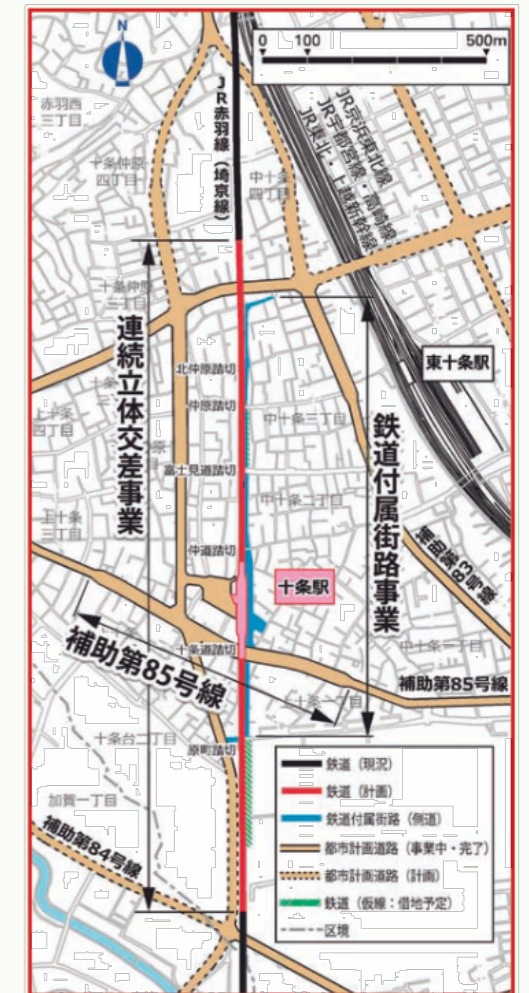 N
0 100 500m
赤羽西
三丁目
JR赤羽線（埼京線）
JR京浜東北線
JR宇都宮線・高崎線
JR東北・上越新幹線
十条仲原
四丁目
中十条
四丁目
十条仲原
三丁目
連続立体交差事業
東十条駅
北仲原踏切
仲原踏切
上十条
四丁目
中十条三丁目
鉄道付属街路事業
富士見道踏切
中十条二丁目
上十条
三丁目
仲道踏切
補助第83号線
十条駅
補助第85号線
十条道踏切
中十条一丁目
補助第85号線
十条台二丁目
原町踏切
加賀一丁目
補助第84号線
鉄道（現況）
鉄道（計画）
鉄道付属街路（側道）
都市計画道路（事業中・完了）
都市計画道路（計画）
鉄道（仮線：借地予定）
区境